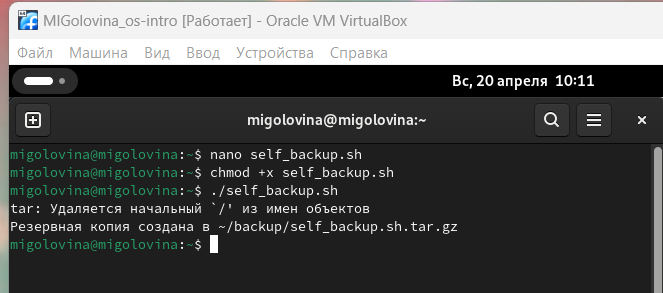 MIGolovina_os-intro [Работает] - Oracle VM VirtualBox
Файл Машина Вид Ввод Устройства Справка
Вс, 20 апреля 10:11
migolovina@migolovina:~
migolovina@migolovina:~$ nano self_backup.sh
migolovina@migolovina:~$ chmod +x self_backup.sh
migolovina@migolovina:~$ ./self_backup.sh
tar: Удаляется начальный `/' из имен объектов
Резервная копия создана в ~/backup/self_backup.sh.tar.gz
migolovina@migolovina:~$